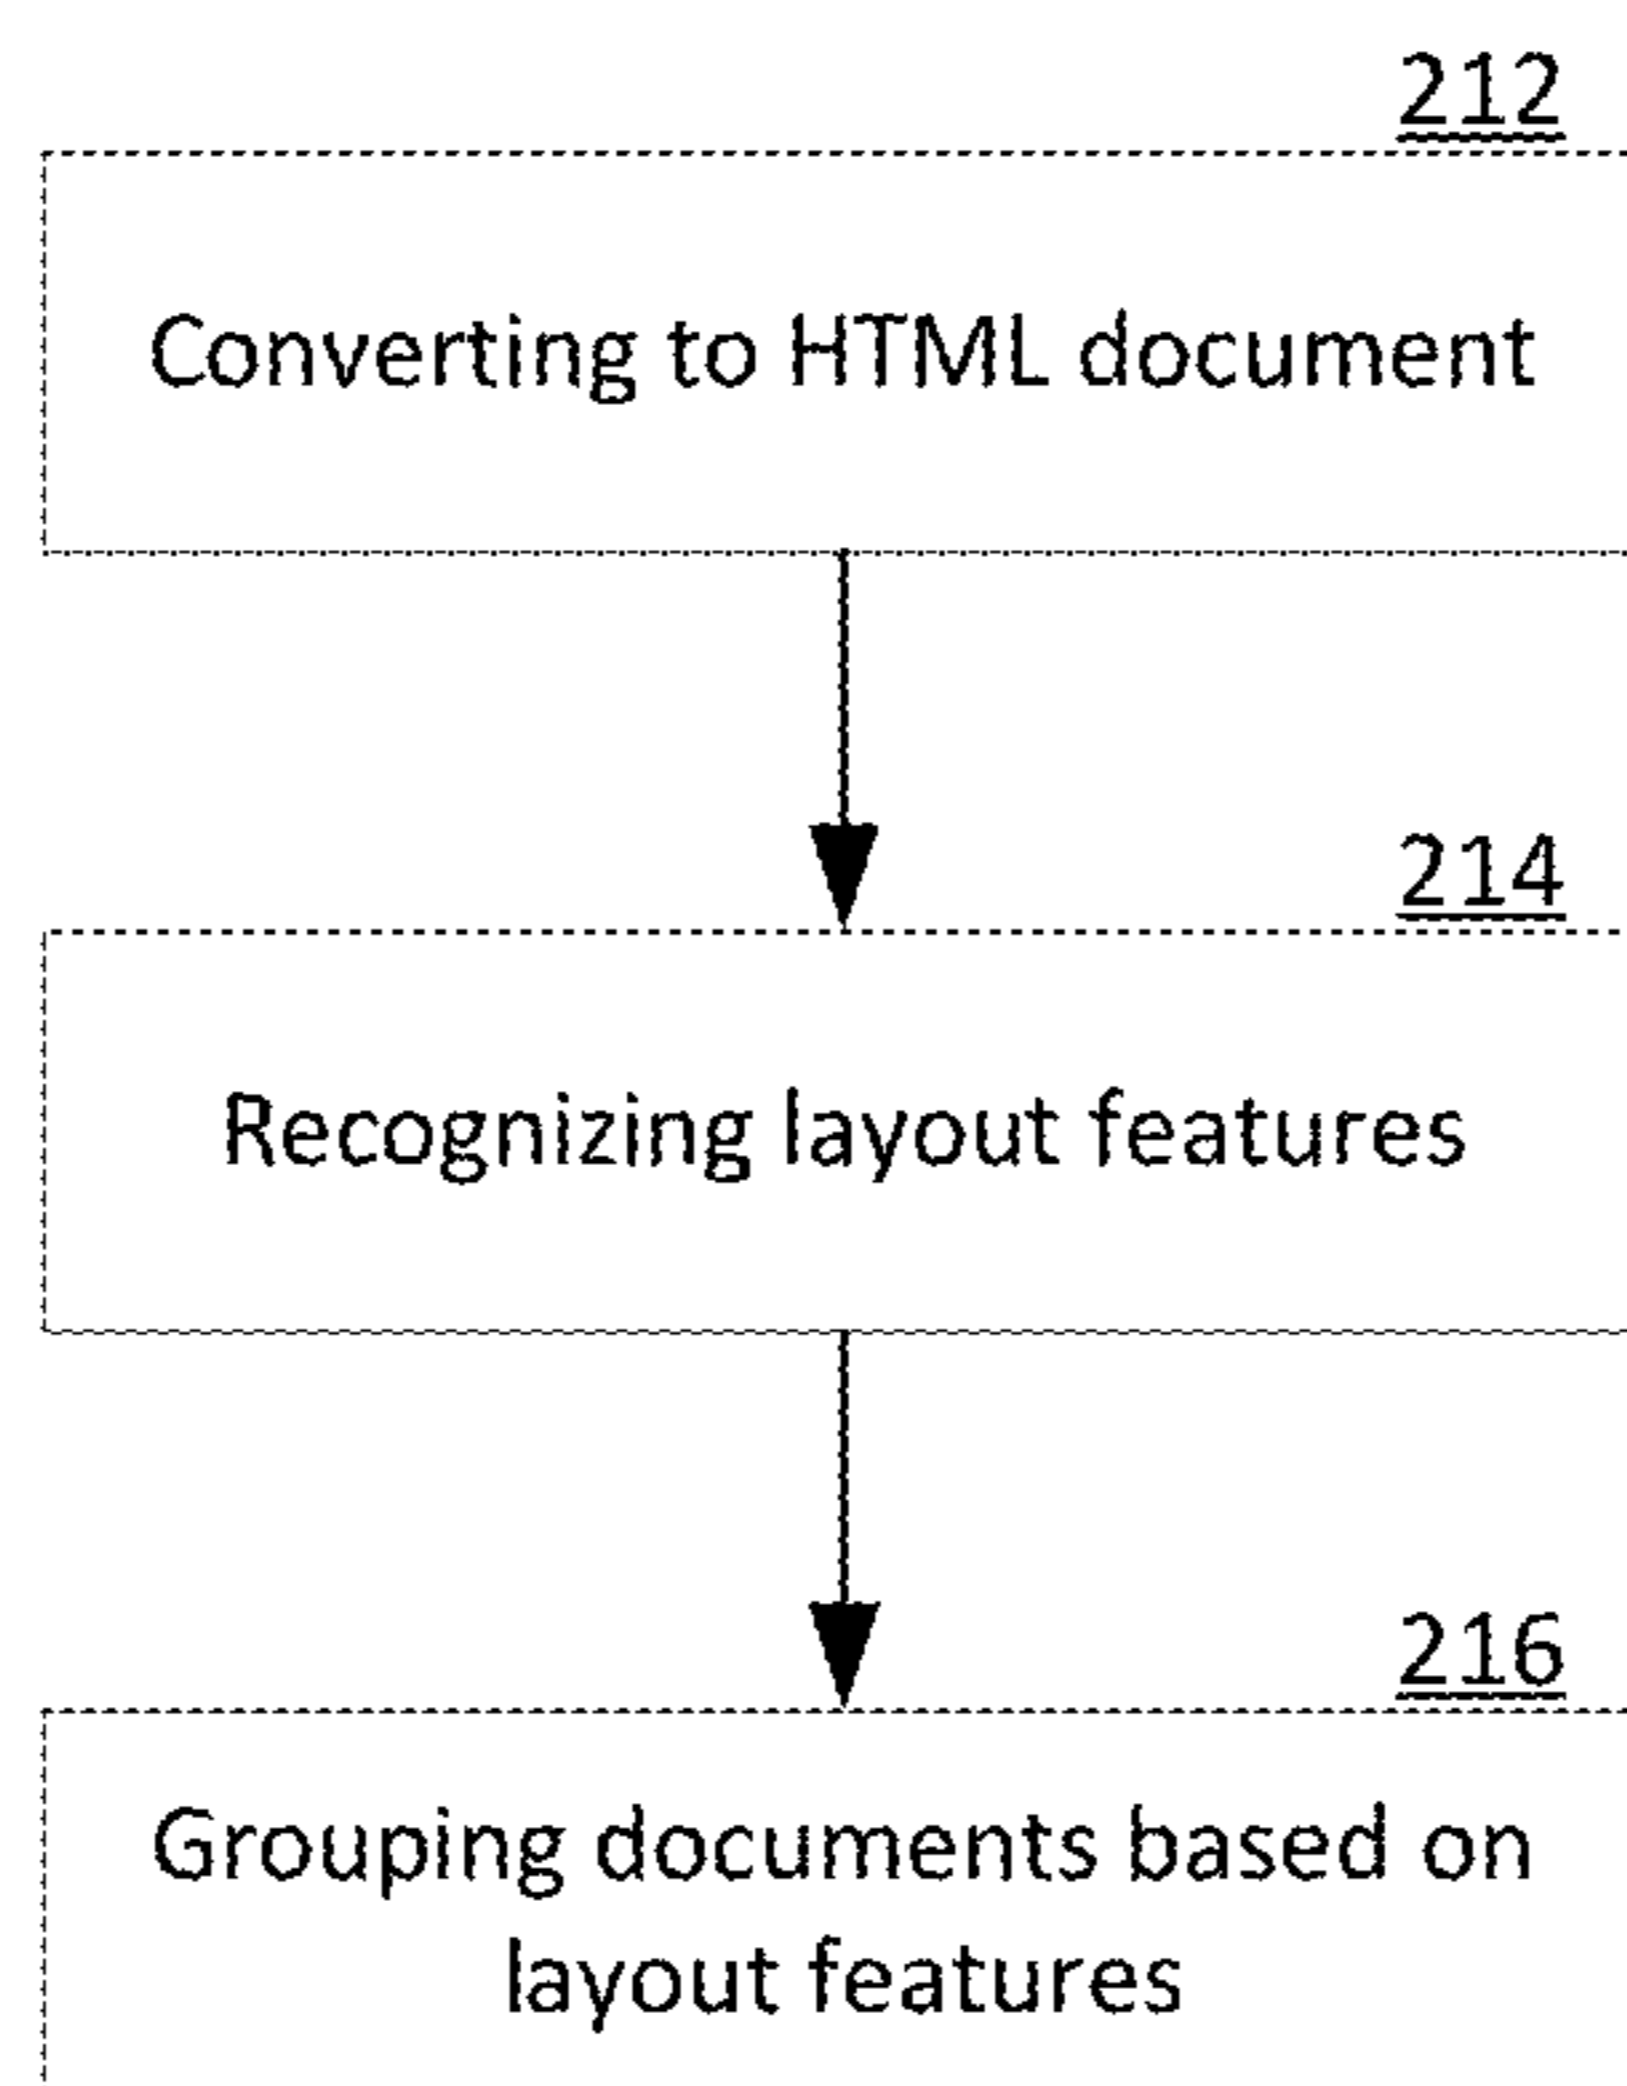 212
Converting to HTML document
214
Recognizing layout features
216
Grouping documents based on
layout features